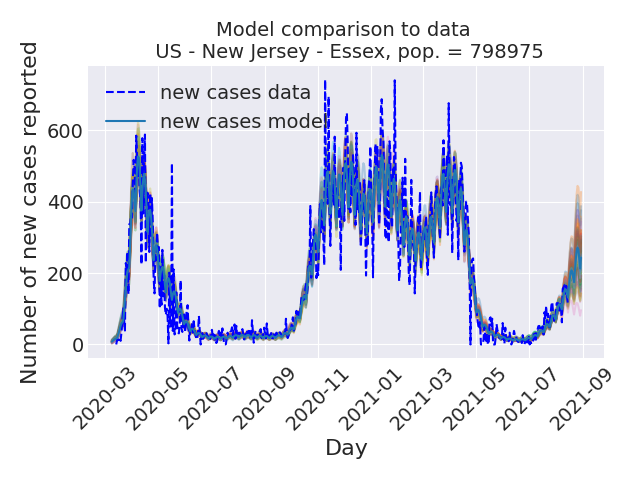 Model comparison to data
US - New Jersey - Essex, pop. = 798975
Number of new cases reported
600
400
200
0
new cases data
new cases model
2020-03
2020-05
2020-07
2020-09
2020-11
2021-01
2021-03
2021-05
2021-07
2021-09
Day